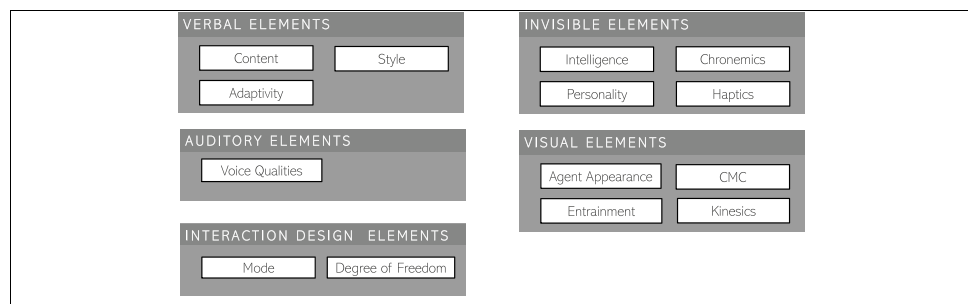 VERBAL ELEMENTS
Content Style
Adaptivity
AUDITORY ELEMENTS
Voice Qualities
INTERACTION DESIGN ELEMENTS
Mode Degree of Freedom
INVISIBLE ELEMENTS
Intelligence Chronemics
Personality Haptics
VISUAL ELEMENTS
Agent Appearance CMC
Entrainment Kinesics